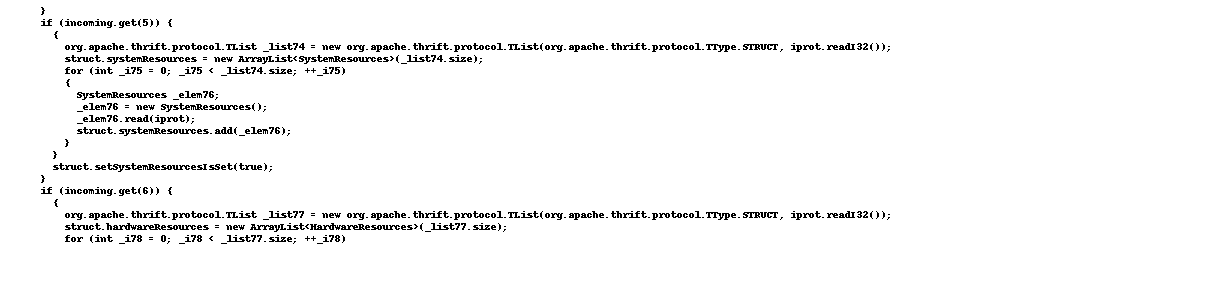 }
if (incoming.get(5)) {
{
org.apache.thrift.protocol.TList _list74 = new org.apache.thrift.protocol.TList(org.apache.thrift.protocol.TType.STRUCT, iprot.readI32());
struct.systemResources = new ArrayList<SystemResources>(_list74.size);
for (int _i75 = 0; _i75 < _list74.size; ++_i75)
{
SystemResources _elem76;
_elem76 = new SystemResources();
_elem76.read(iprot);
struct.systemResources.add(_elem76);
}
}
struct.setSystemResourcesIsSet(true);
}
if (incoming.get(6)) {
{
org.apache.thrift.protocol.TList _list77 = new org.apache.thrift.protocol.TList(org.apache.thrift.protocol.TType.STRUCT, iprot.readI32());
struct.hardwareResources = new ArrayList<HardwareResources>(_list77.size);
for (int _i78 = 0; _i78 < _list77.size; ++_i78)